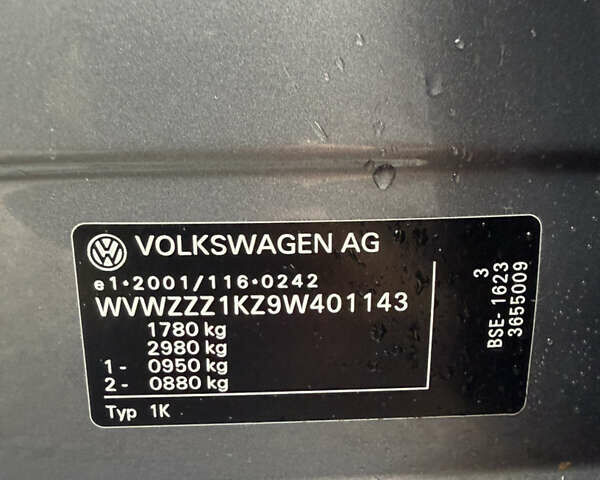 VOLKSWAGEN AG
e1*2001/116*0242
WVWZZZ1KZ9W401143
1780 kg
2980 kg
1 - 0950 kg
2 - 0880 kg
Typ 1K
3
BSE- 1623
3655009